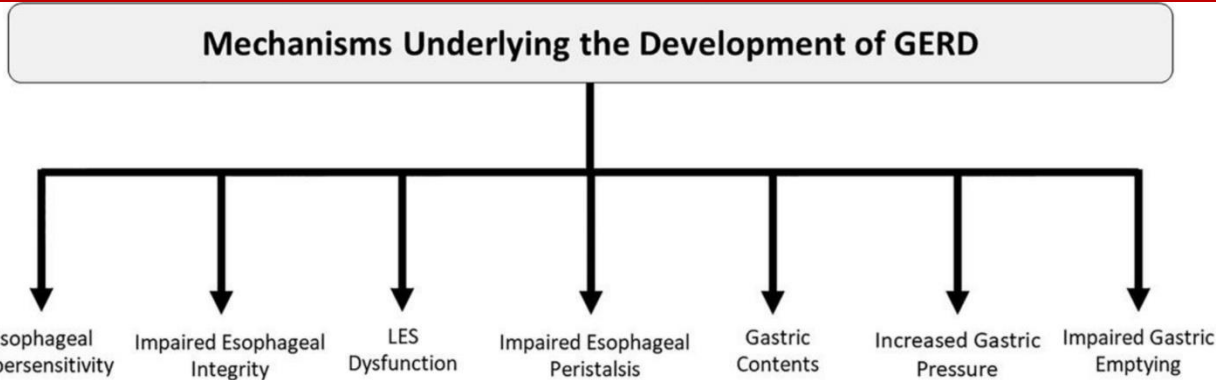 Mechanisms Underlying the Development of GERD
sophageal
persensitivity
Impaired Esophageal
Integrity
LES
Dysfunction
Impaired Esophageal
Peristalsis
Gastric
Contents
Increased Gastric
Pressure
Impaired Gastric
Emptying